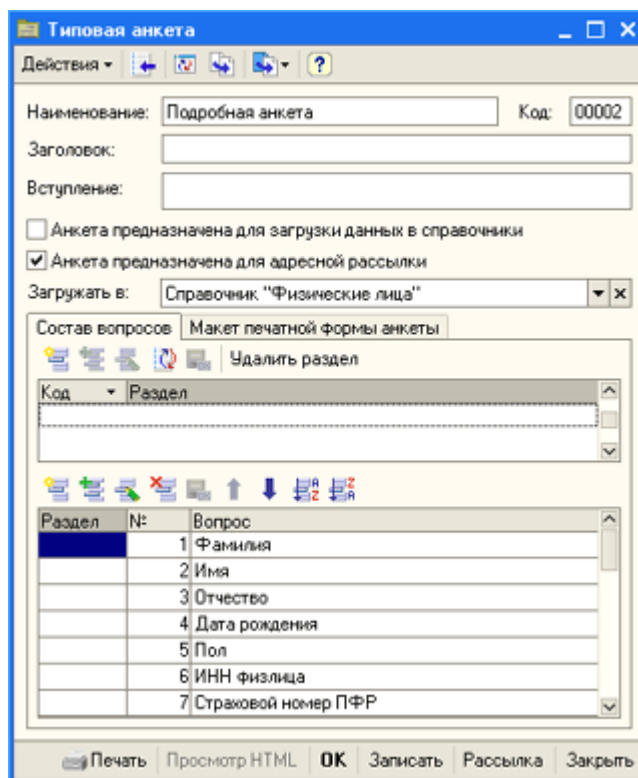 Типовая анкета
Действия
Наименование: Подробная анкета Код: 00002
Заголовок:
Вступление:
Анкета предназначена для загрузки данных в справочники
Анкета предназначена для адресной рассылки
Загружать в: Справочник "Физические лица"
Состав вопросов Макет печатной формы анкеты
Удалить раздел
Код Раздел
Раздел № Вопрос
1 Фамилия
2 Имя
3 Отчество
4 Дата рождения
5 Пол
6 ИНН физлица
7 Страховой номер ПФР
Печать Просмотр HTML OK Записать Рассылка Закрыть